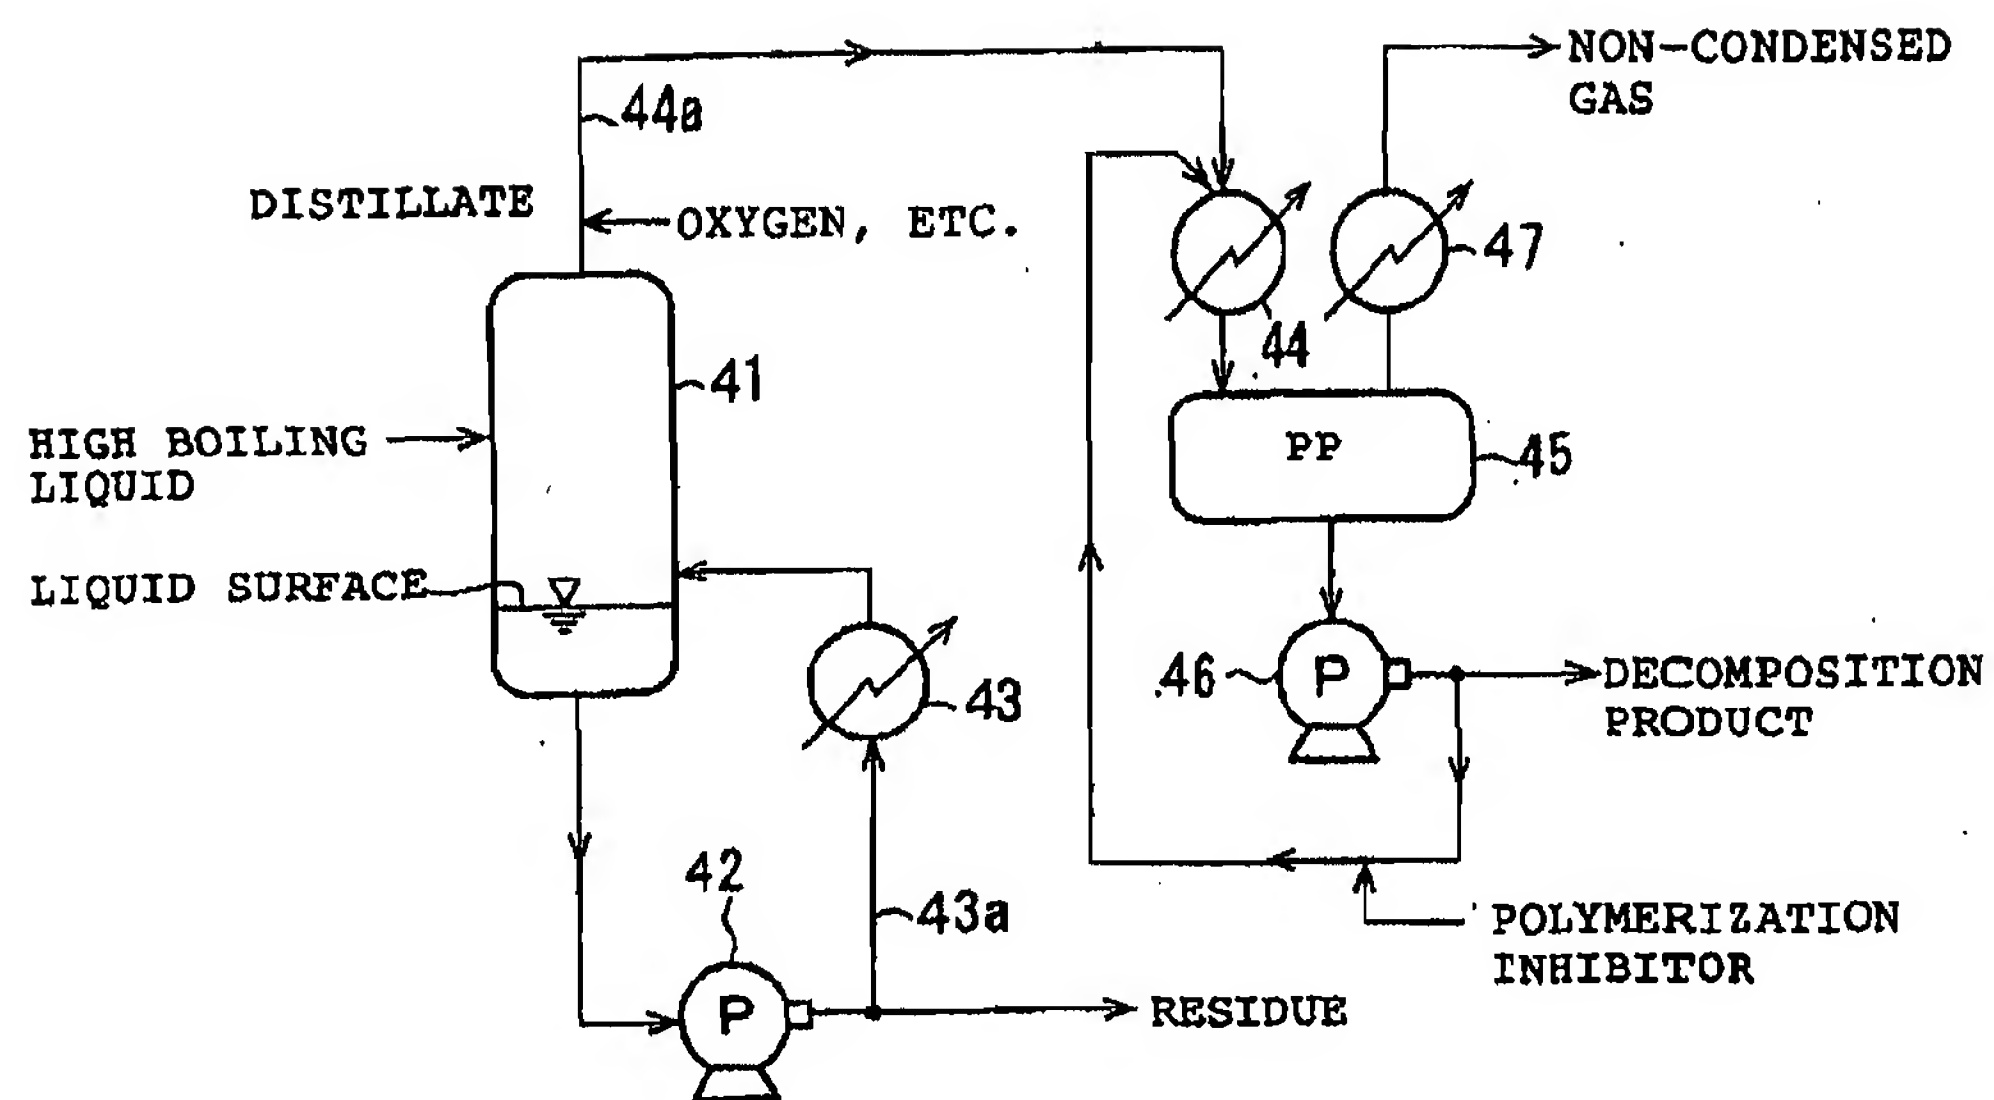 NON-CONDENSED
GAS
44a
DISTILLATE
OXYGEN, ETC.
47
44
41
HIGH BOILING
LIQUID
PP
45
LIQUID SURFACE
43
46
P
DECOMPOSITION
PRODUCT
42
43a
POLYMERIZATION
INHIBITOR
P
RESIDUE